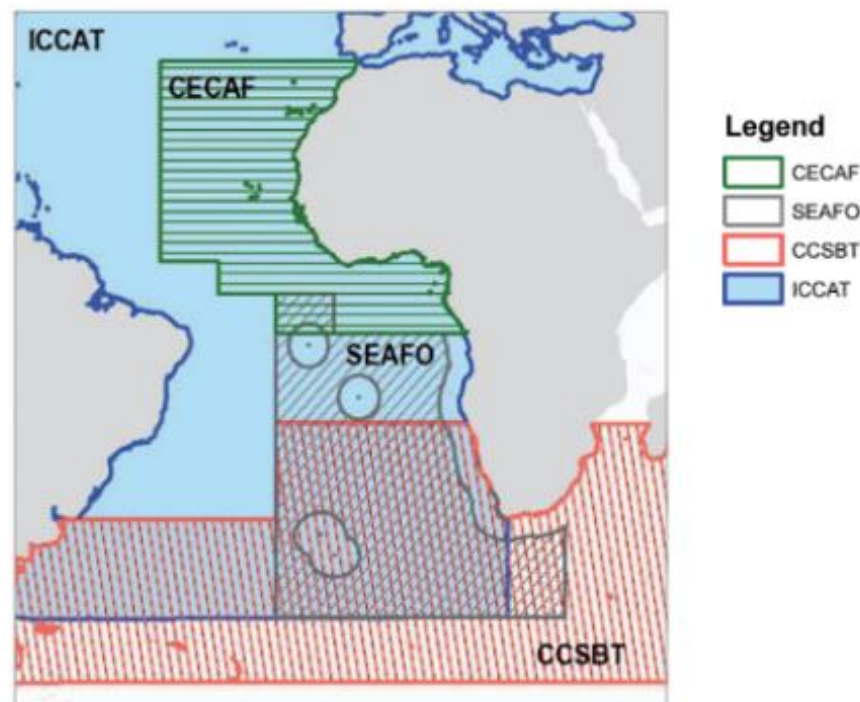 ICCAT
CECAF
SEAFO
CCSBT
Legend
CECAF
SEAFO
CCSBT
ICCAT